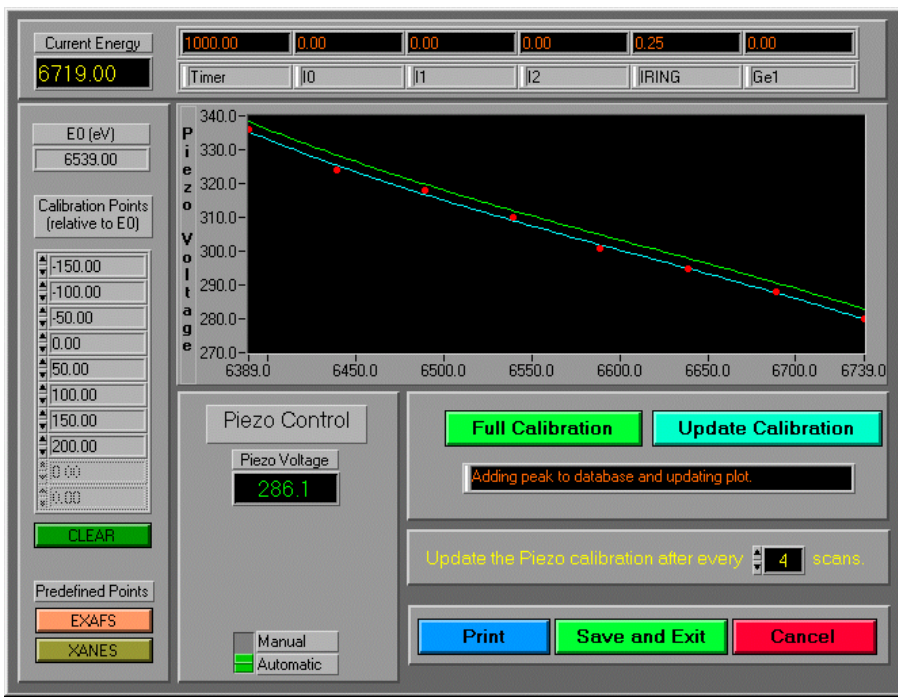 Current Energy
6719.00
1000.00 0.00 0.00 0.00 0.25 0.00
Timer I0 I1 I2 IRING Ge1
E0 (eV)
6539.00
Calibration Points
(relative to E0)
-150.00
-100.00
-50.00
0.00
50.00
100.00
150.00
200.00
0.00
0.00
CLEAR
Predefined Points
EXAFS
XANES
Piezo Voltage
340.0
330.0
320.0
310.0
300.0
290.0
280.0
270.0
6389.0 6450.0 6500.0 6550.0 6600.0 6650.0 6700.0 6739.0
Piezo Control
Piezo Voltage
286.1
Manual
Automatic
Full Calibration Update Calibration
Adding peak to database and updating plot.
Update the Piezo calibration after every 4 scans.
Print Save and Exit Cancel